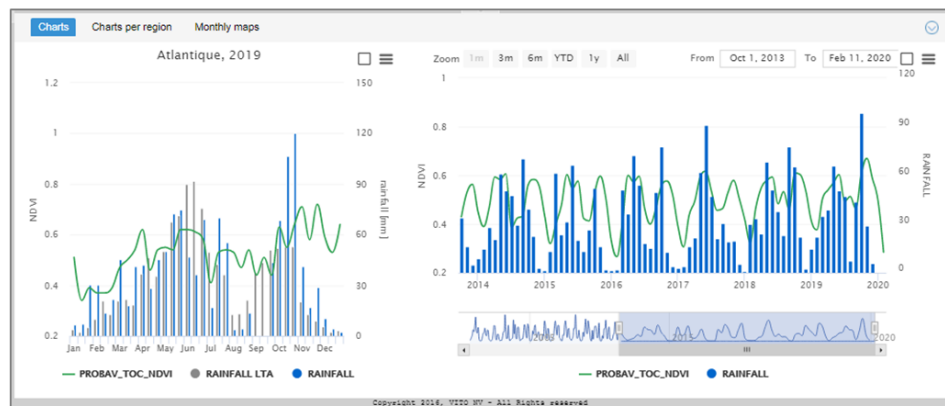 Charts Charts per region Monthly maps
Atlantique, 2019
1.2
1
0.8
0.6
0.4
0.2
NDVI
150
120
90
60
30
0
rainfall [mm]
Jan Feb Mar Apr May Jun Jul Aug Sep Oct Nov Dec
PROBAV_TOC_NDVI RAINFALL LTA RAINFALL
Zoom 1m 3m 6m YTD 1y All From Oct 1, 2013 To Feb 11, 2020
1
0.8
0.6
0.4
0.2
NDVI
120
90
60
30
0
RAINFALL
2014 2015 2016 2017 2018 2019 2020
2015 2020
PROBAV_TOC_NDVI RAINFALL
Copyright 2016, VITO NV - All Rights reserved